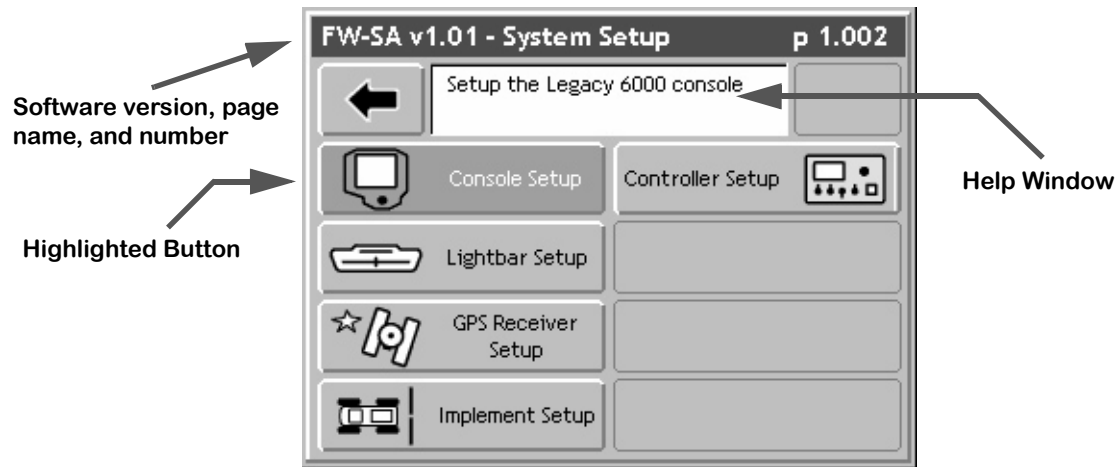 FW-SA v1.01 - System Setup p 1.002
Setup the Legacy 6000 console
Software version, page
name, and number
Console Setup
Controller Setup
Help Window
Highlighted Button
Lightbar Setup
GPS Receiver
Setup
Implement Setup